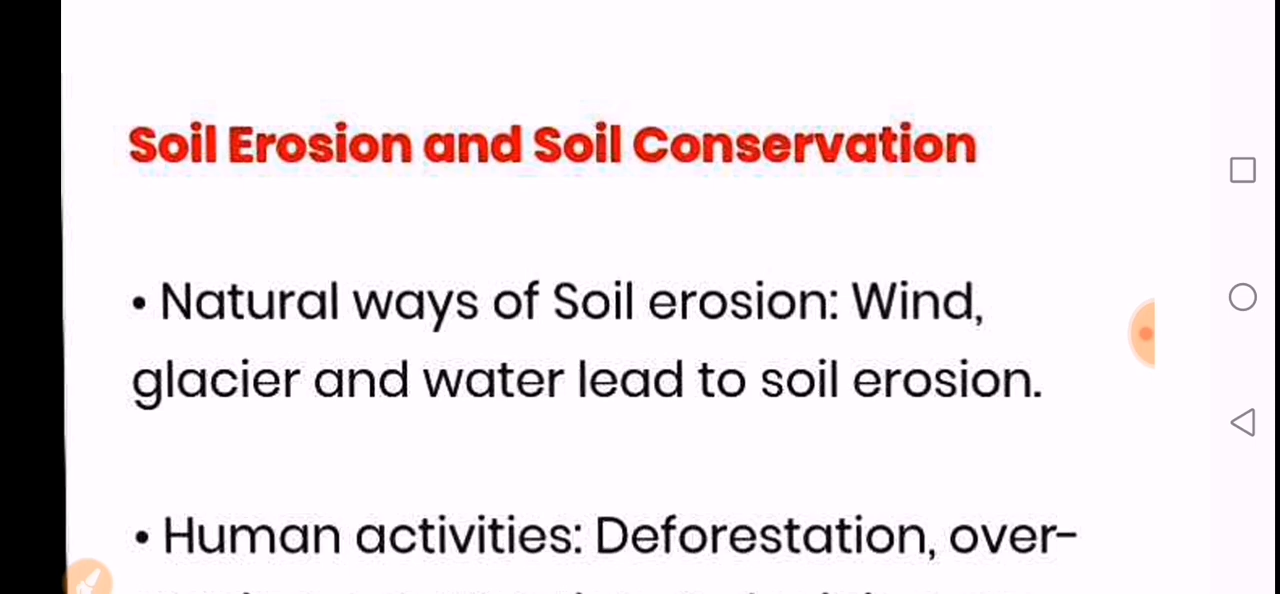 Soil Erosion and Soil Conservation
• Natural ways of Soil erosion: Wind,
glacier and water lead to soil erosion.
• Human activities: Deforestation, over-